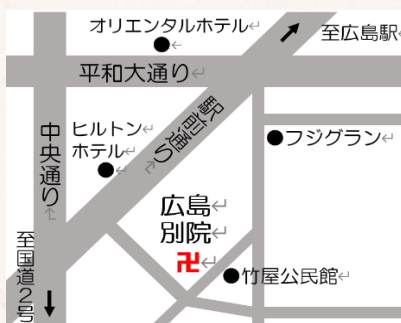 オリエンタルホテル
至広島駅
平和大通り
駅前通り
中央通り
ヒルトン
ホテル
フジグラン
広島
別院
卍
竹屋公民館
至国道2号